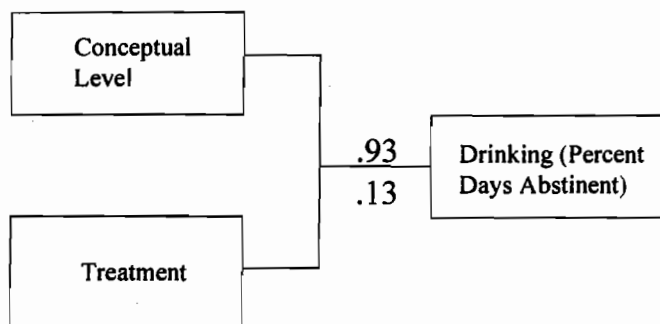 Conceptual
Level
.93
.13
Drinking (Percent
Days Abstinent)
Treatment